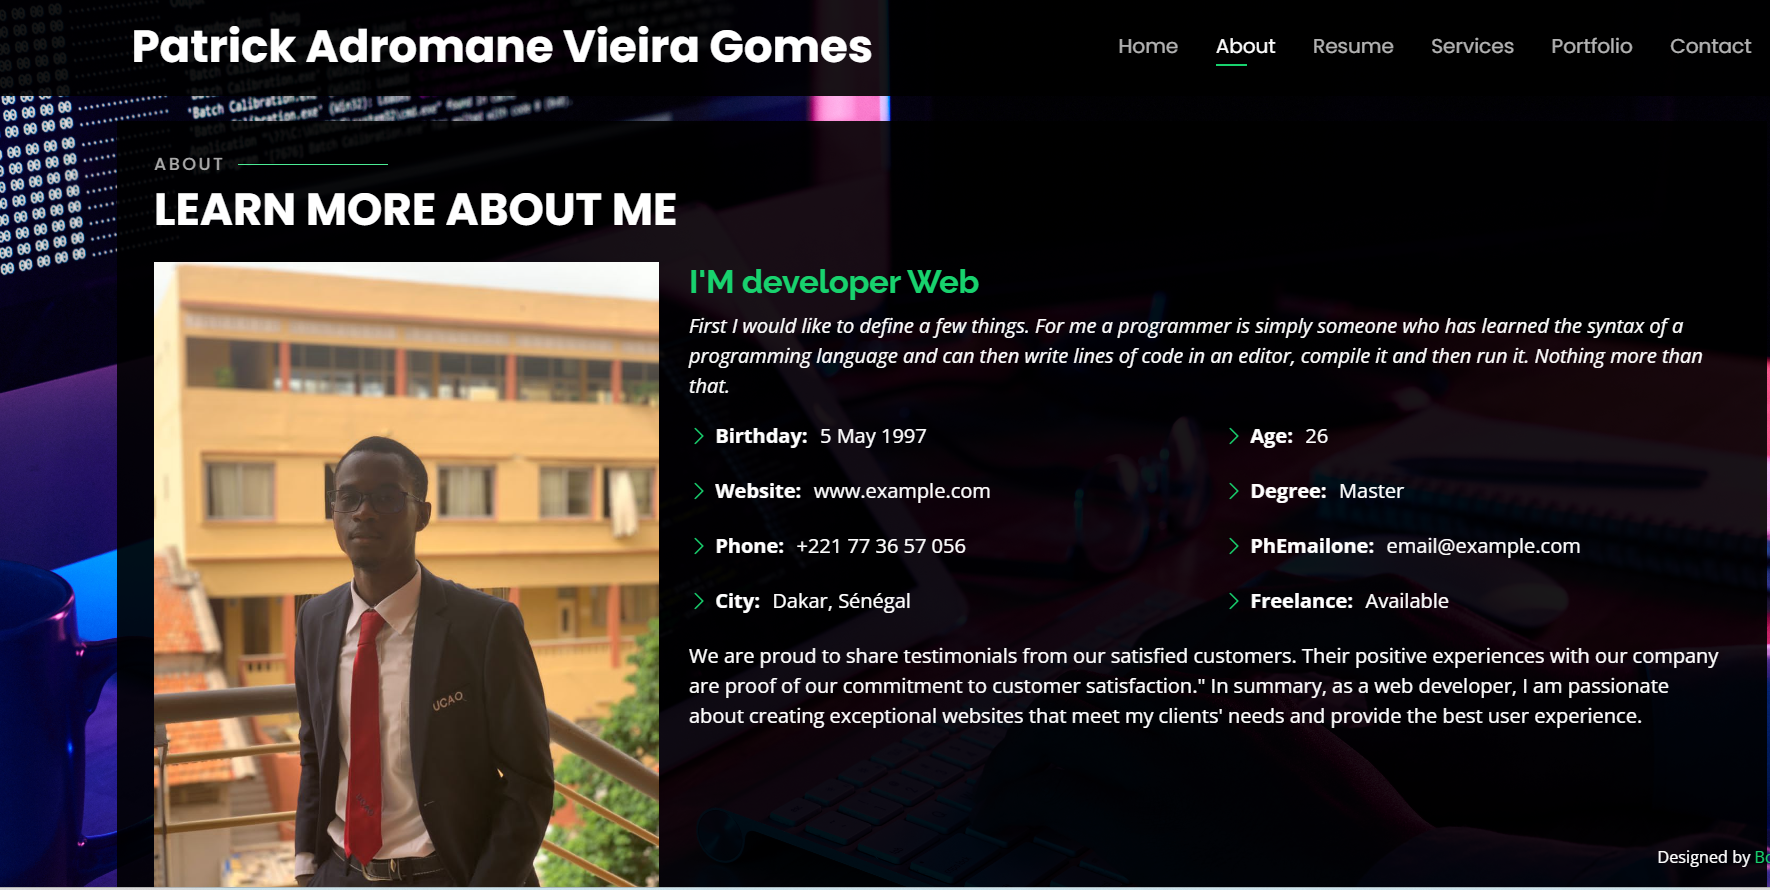 Patrick Adromane Vieira Gomes
Home About Resume Services Portfolio Contact
'Batch Calibration.exe' (Win32): Loaded
ABOUT
LEARN MORE ABOUT ME
I'M developer Web
First I would like to define a few things. For me a programmer is simply someone who has learned the syntax of a
programming language and can then write lines of code in an editor, compile it and then run it. Nothing more than
that.
Birthday: 5 May 1997
Age: 26
Website: www.example.com
Degree: Master
Phone: +221 77 36 57 056
PhEmailone: email@example.com
City: Dakar, Sénégal
Freelance: Available
We are proud to share testimonials from our satisfied customers. Their positive experiences with our company
are proof of our commitment to customer satisfaction." In summary, as a web developer, I am passionate
about creating exceptional websites that meet my clients' needs and provide the best user experience.
UCAO
Designed by Bo